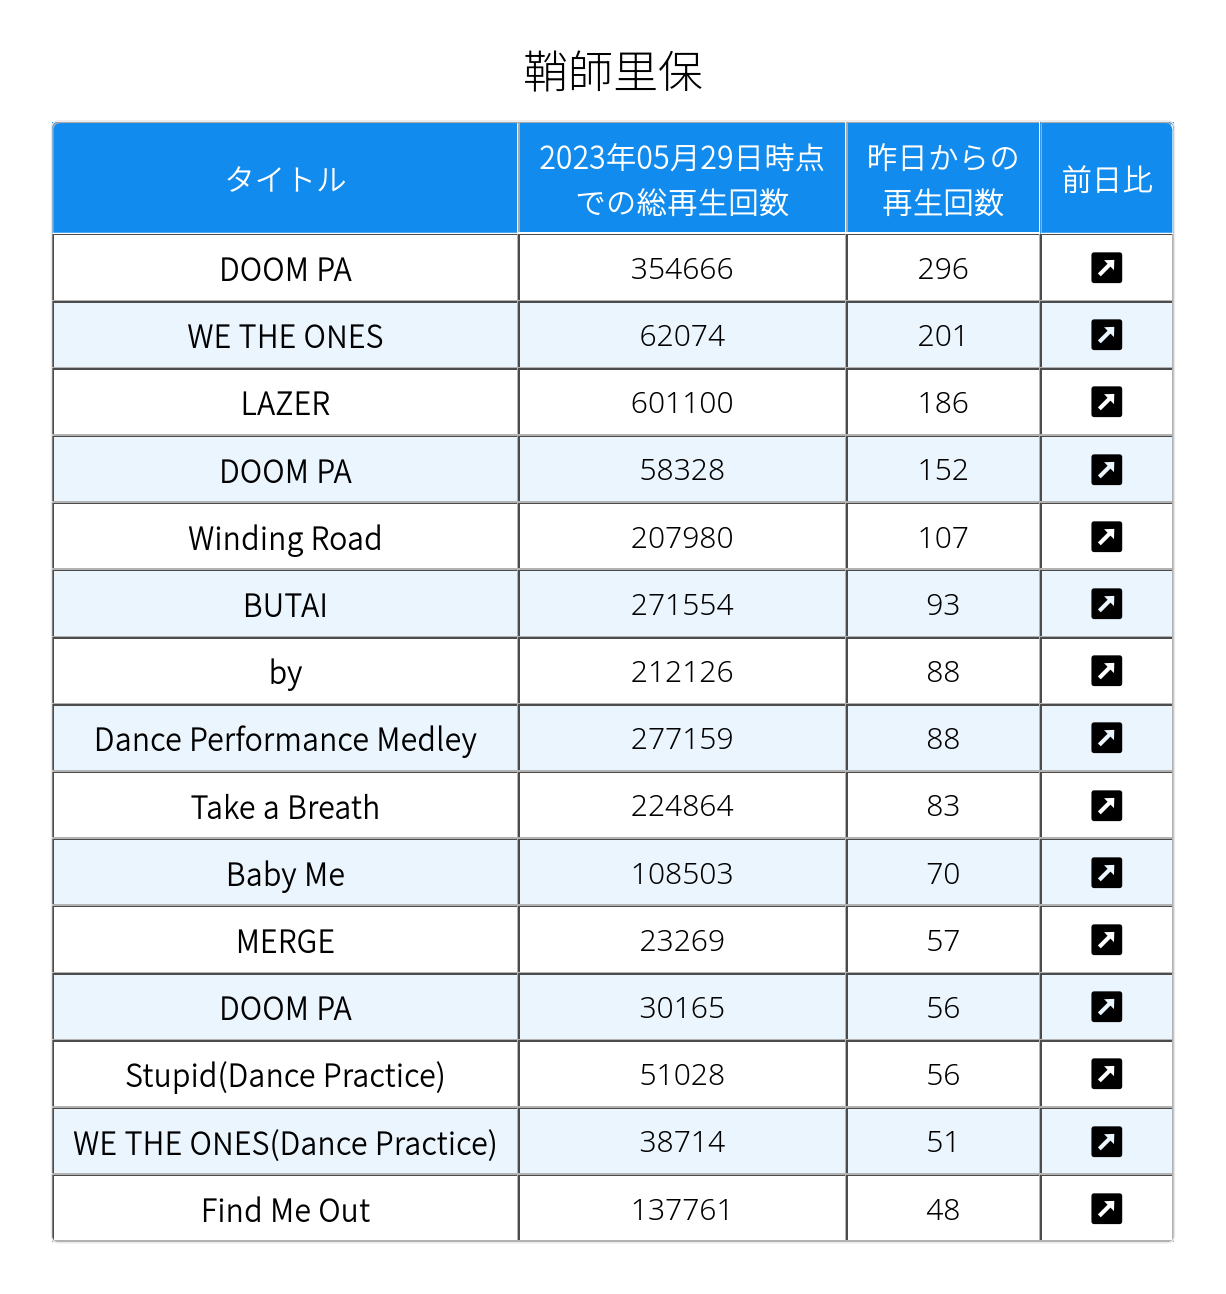 鞘師里保
タイトル
2023年05月29日時点
での総再生回数
昨日からの
再生回数
前日比
DOOM PA 354666 296
WE THE ONES 62074 201
LAZER 601100 186
DOOM PA 58328 152
Winding Road 207980 107
BUTAI 271554 93
by 212126 88
Dance Performance Medley 277159 88
Take a Breath 224864 83
Baby Me 108503 70
MERGE 23269 57
DOOM PA 30165 56
Stupid(Dance Practice) 51028 56
WE THE ONES(Dance Practice) 38714 51
Find Me Out 137761 48